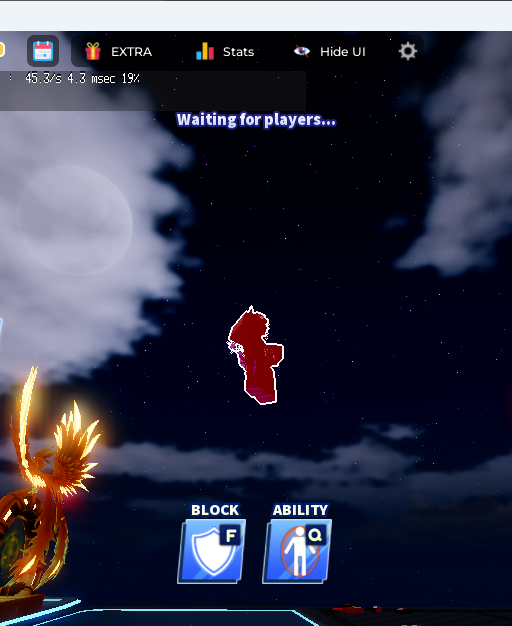 EXTRA
Stats
Hide UI
: 45.3/s 4.3 msec 19%
Waiting for players...
BLOCK
ABILITY
F
Q